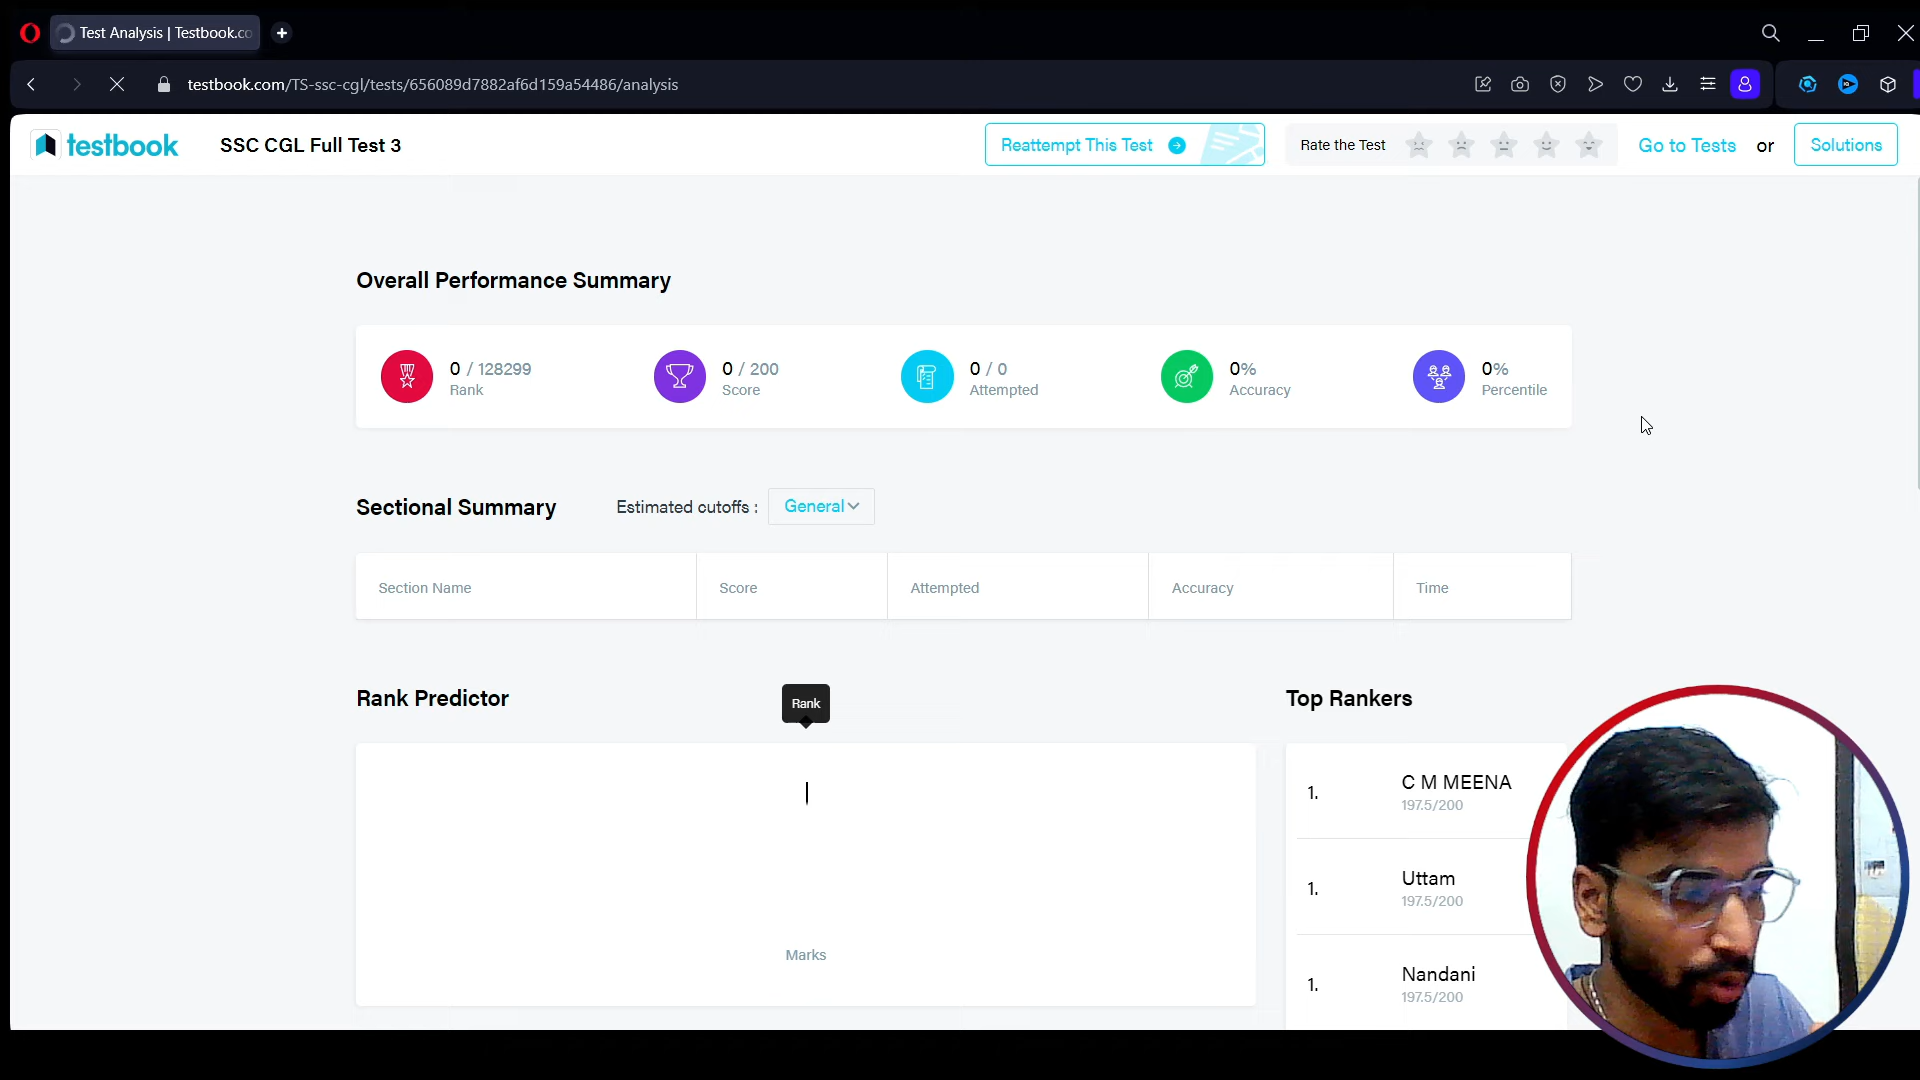 Test Analysis | Testbook.co
testbook.com/TS-ssc-cgl/tests/656089d7882af6d159a54486/analysis
testbook
SSC CGL Full Test 3
Reattempt This Test
Rate the Test
Go to Tests or
Solutions
Overall Performance Summary
0 / 128299
Rank
0 / 200
Score
0 / 0
Attempted
0%
Accuracy
0%
Percentile
Sectional Summary
Estimated cutoffs :
General
Section Name
Score
Attempted
Accuracy
Time
Rank Predictor
Rank
Marks
Top Rankers
1.
C M MEENA
197.5/200
1.
Uttam
197.5/200
1.
Nandani
197.5/200